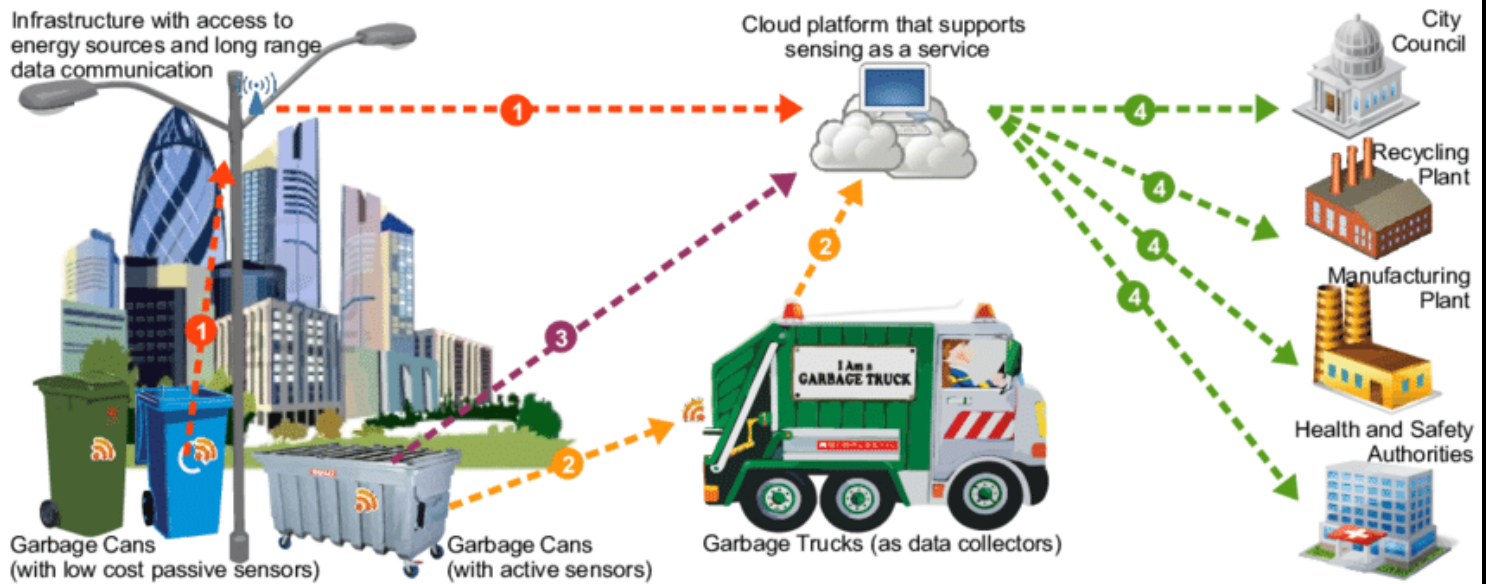 Infrastructure with access to
energy sources and long range
data communication
Cloud platform that supports
sensing as a service
City
Council
1
4
Recycling
Plant
4
3
2
4
Manufacturing
Plant
4
1
I Am a
GARBAGE TRUCK
Health and Safety
Authorities
2
Garbage Cans
(with low cost passive sensors)
Garbage Cans
(with active sensors)
Garbage Trucks (as data collectors)